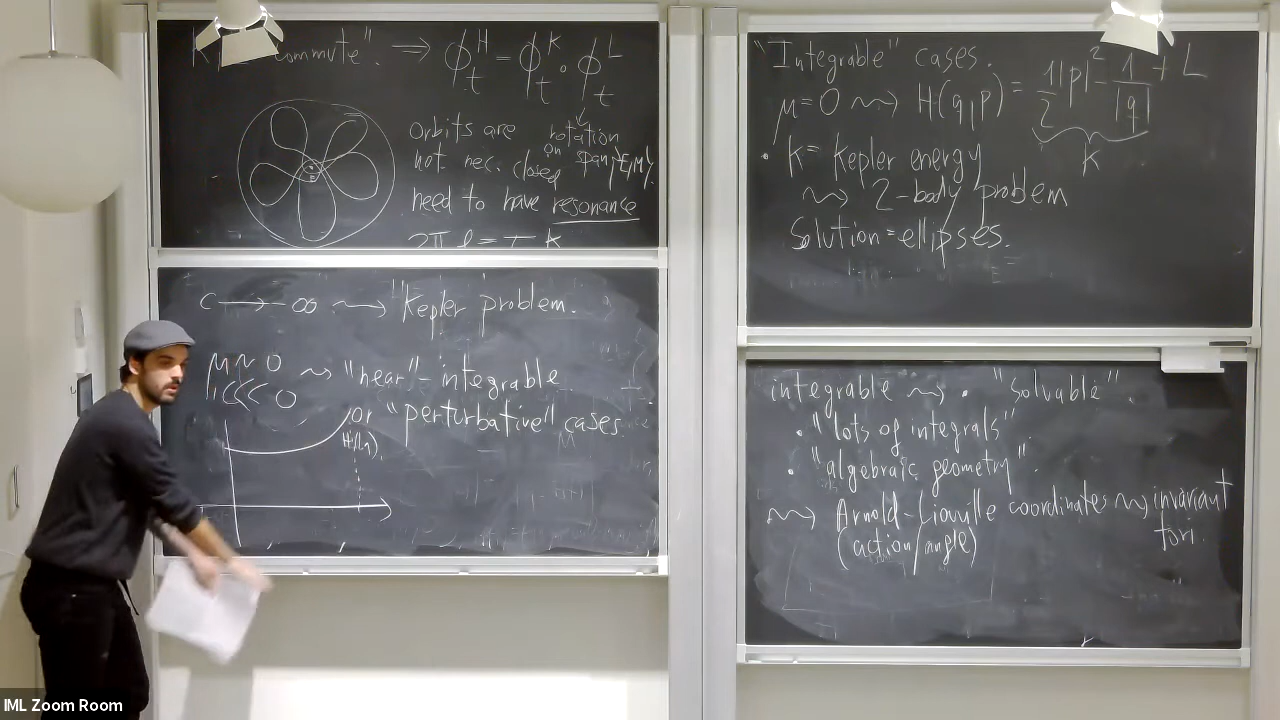 commute" ⟹ ϕ_t^H = ϕ_t^K ∘ ϕ_t^L
orbits are
not nec. closed
rotation
on span
need to have resonance
c ⟶ ∞ ⇝ "Kepler problem.
μ ~ 0 ⇝ "near"-integrable
or "perturbative" cases.
"Integrable" cases.
μ=0 ⇝ H(q,p) = 1/2|p|² - 1/|q| + L
K
• K = Kepler energy
⇝ 2-body problem
Solution = ellipses.
integrable ⇝ • "Solvable".
• "lots of integrals"
• "algebraic geometry".
⇝ Arnold-Liouville coordinates ⇝ invariant
(action/angle) tori.
IML Zoom Room